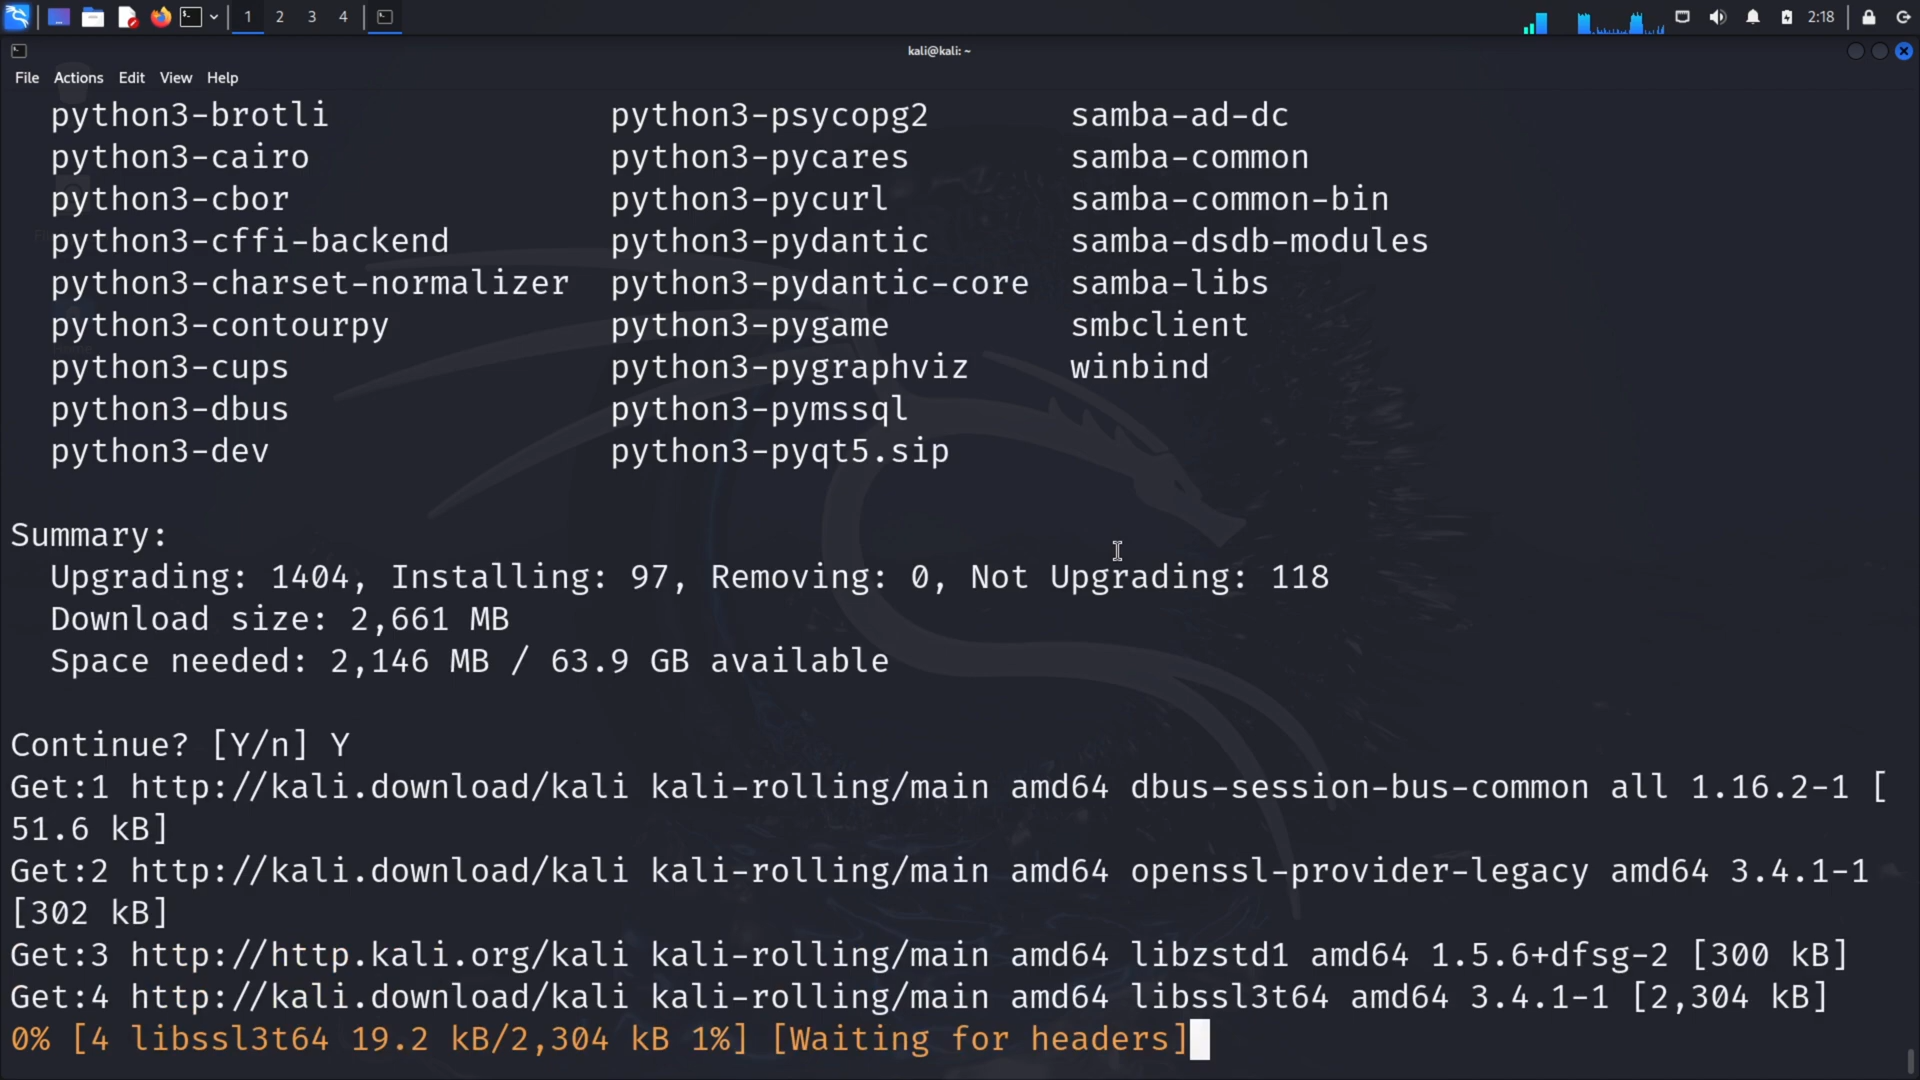 1 2 3 4 2:18
kali@kali: ~
File Actions Edit View Help
python3-brotli python3-psycopg2 samba-ad-dc
python3-cairo python3-pycares samba-common
python3-cbor python3-pycurl samba-common-bin
python3-cffi-backend python3-pydantic samba-dsdb-modules
python3-charset-normalizer python3-pydantic-core samba-libs
python3-contourpy python3-pygame smbclient
python3-cups python3-pygraphviz winbind
python3-dbus python3-pymssql
python3-dev python3-pyqt5.sip
Summary:
Upgrading: 1404, Installing: 97, Removing: 0, Not Upgrading: 118
Download size: 2,661 MB
Space needed: 2,146 MB / 63.9 GB available
Continue? [Y/n] Y
Get:1 http://kali.download/kali kali-rolling/main amd64 dbus-session-bus-common all 1.16.2-1 [
51.6 kB]
Get:2 http://kali.download/kali kali-rolling/main amd64 openssl-provider-legacy amd64 3.4.1-1
[302 kB]
Get:3 http://http.kali.org/kali kali-rolling/main amd64 libzstd1 amd64 1.5.6+dfsg-2 [300 kB]
Get:4 http://kali.download/kali kali-rolling/main amd64 libssl3t64 amd64 3.4.1-1 [2,304 kB]
0% [4 libssl3t64 19.2 kB/2,304 kB 1%] [Waiting for headers]